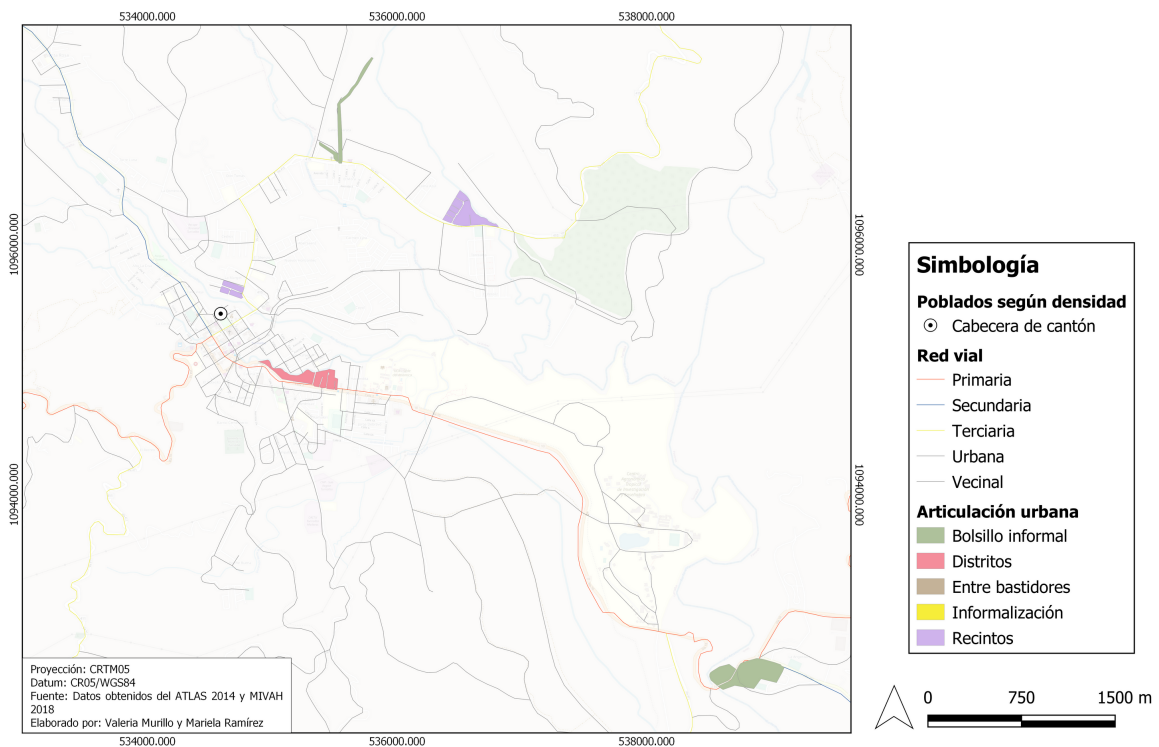 534000.000
536000.000
538000.000
1096000.000
1096000.000
1094000.000
1094000.000
Simbología
Poblados según densidad
Cabecera de cantón
Red vial
Primaria
Secundaria
Terciaria
Urbana
Vecinal
Articulación urbana
Bolsillo informal
Distritos
Entre bastidores
Informalización
Recintos
Proyección: CRTM05
Datum: CR05/WGS84
Fuente: Datos obtenidos del ATLAS 2014 y MIVAH
2018
Elaborado por: Valeria Murillo y Mariela Ramírez
0 750 1500 m
534000.000
536000.000
538000.000